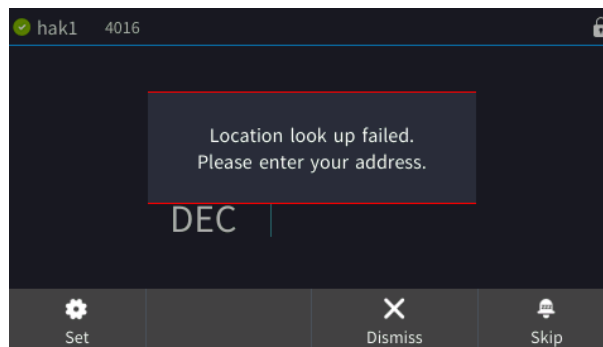 hak1 4016
Location look up failed.
Please enter your address.
DEC
Set Dismiss Skip